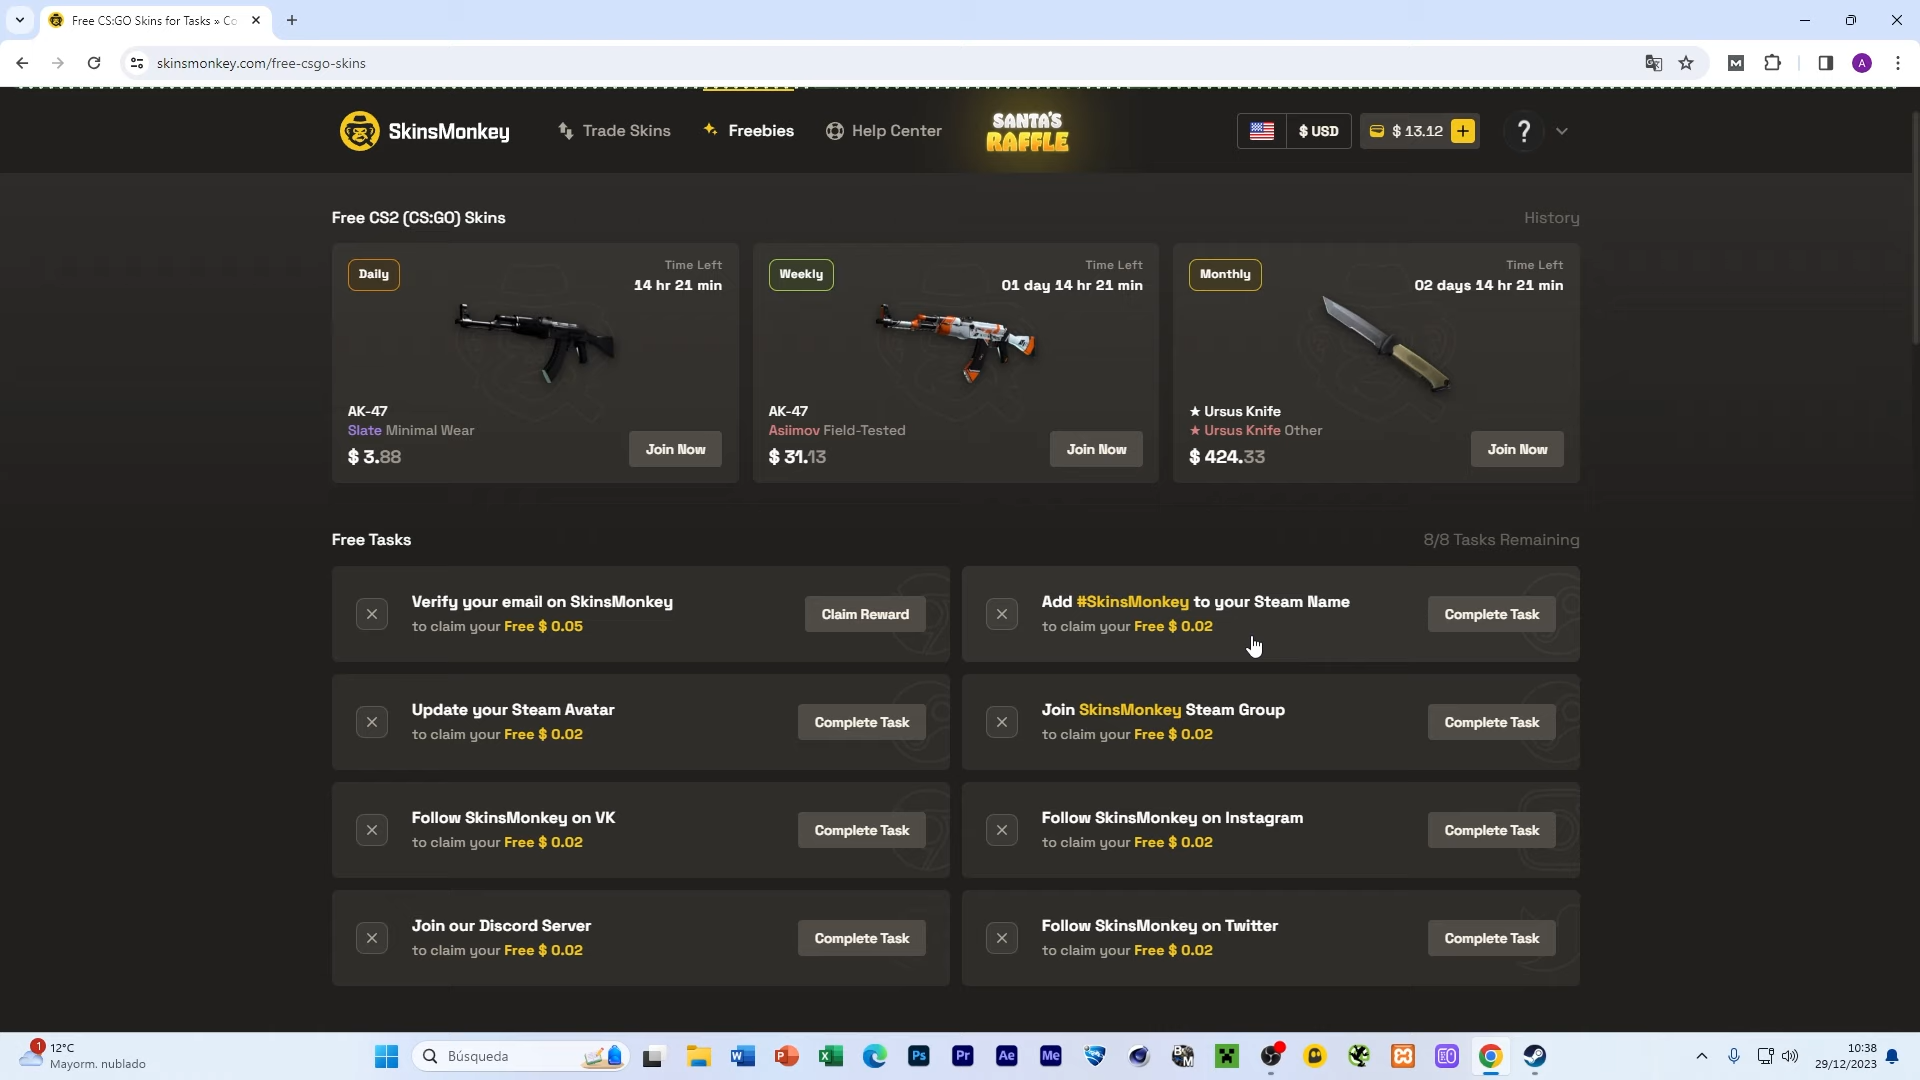 Free CS:GO Skins for Tasks » Co
skinsmonkey.com/free-csgo-skins
SkinsMonkey
Trade Skins
Freebies
Help Center
SANTA'S
RAFFLE
$ USD
$ 13.12
Free CS2 (CS:GO) Skins
History
Daily
Time Left
14 hr 21 min
AK-47
Slate Minimal Wear
$ 3.88
Join Now
Weekly
Time Left
01 day 14 hr 21 min
AK-47
Asiimov Field-Tested
$ 31.13
Join Now
Monthly
Time Left
02 days 14 hr 21 min
★ Ursus Knife
★ Ursus Knife Other
$ 424.33
Join Now
Free Tasks
8/8 Tasks Remaining
Verify your email on SkinsMonkey
to claim your Free $ 0.05
Claim Reward
Add #SkinsMonkey to your Steam Name
to claim your Free $ 0.02
Complete Task
Update your Steam Avatar
to claim your Free $ 0.02
Complete Task
Join SkinsMonkey Steam Group
to claim your Free $ 0.02
Complete Task
Follow SkinsMonkey on VK
to claim your Free $ 0.02
Complete Task
Follow SkinsMonkey on Instagram
to claim your Free $ 0.02
Complete Task
Join our Discord Server
to claim your Free $ 0.02
Complete Task
Follow SkinsMonkey on Twitter
to claim your Free $ 0.02
Complete Task
1
12°C
Mayorm. nublado
Búsqueda
Ps
Pr
Ae
Me
10:38
29/12/2023